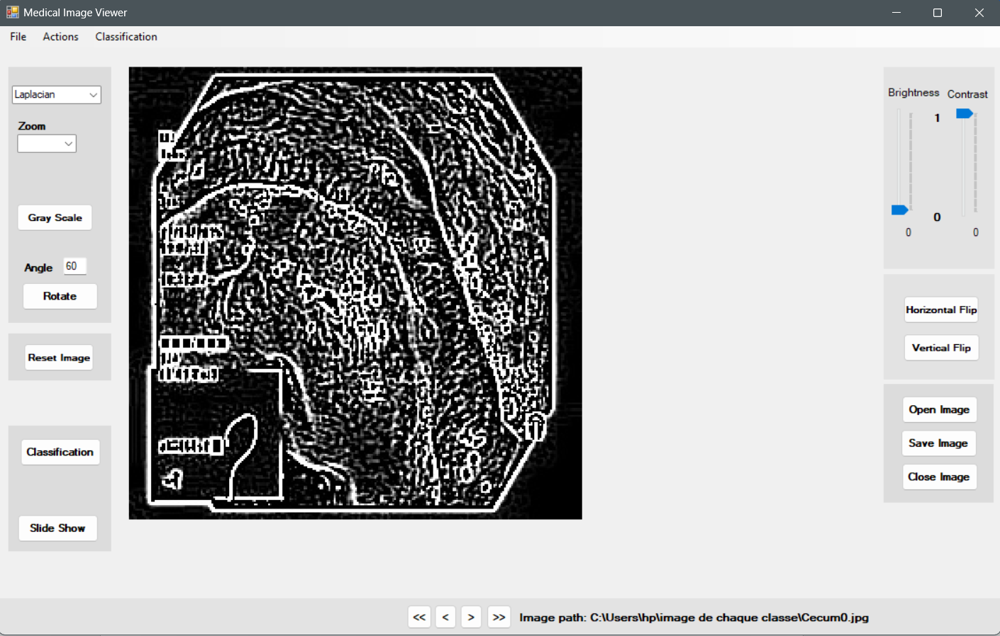 Medical Image Viewer
File Actions Classification
Laplacian
Zoom
Gray Scale
Angle 60
Rotate
Reset Image
Classification
Slide Show
Brightness Contrast
1
0
0 0
Horizontal Flip
Vertical Flip
Open Image
Save Image
Close Image
<< < > >> Image path: C:\Users\hp\image de chaque classe\Cecum0.jpg